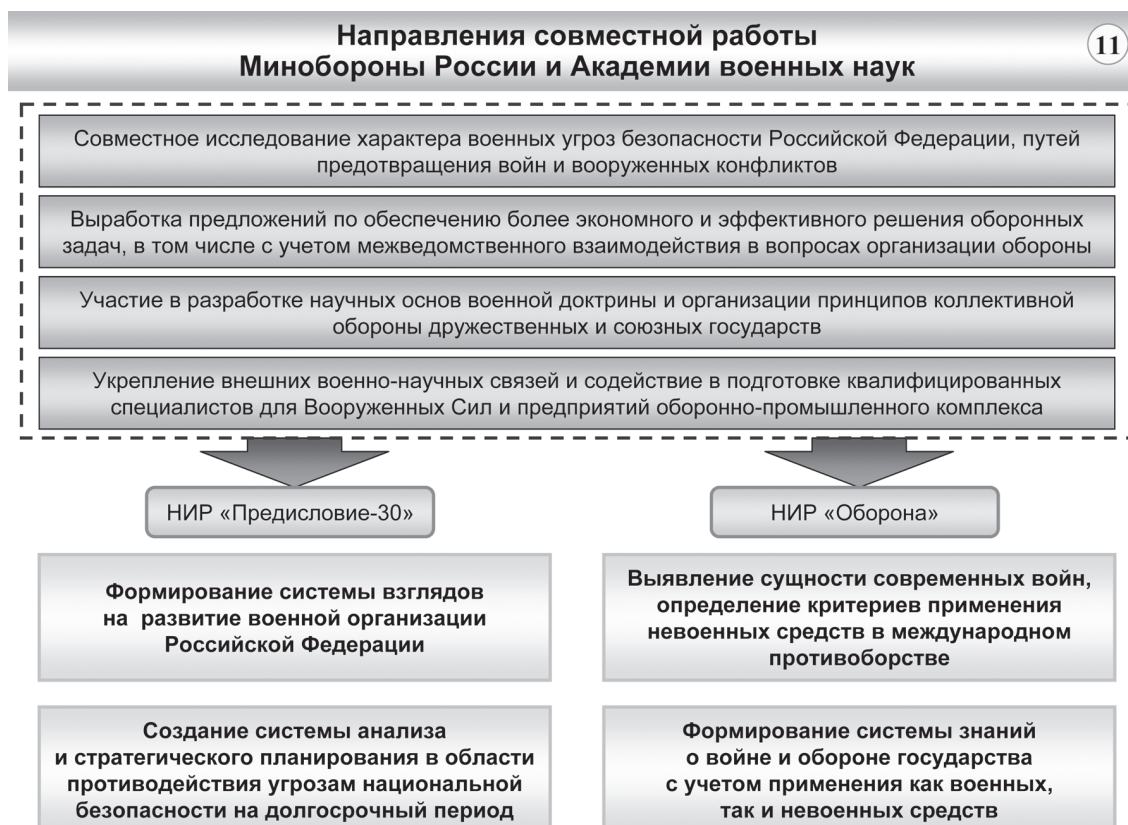 Направления совместной работы
Минобороны России и Академии военных наук
11
Совместное исследование характера военных угроз безопасности Российской Федерации, путей
предотвращения войн и вооруженных конфликтов
Выработка предложений по обеспечению более экономного и эффективного решения оборонных
задач, в том числе с учетом межведомственного взаимодействия в вопросах организации обороны
Участие в разработке научных основ военной доктрины и организации принципов коллективной
обороны дружественных и союзных государств
Укрепление внешних военно-научных связей и содействие в подготовке квалифицированных
специалистов для Вооруженных Сил и предприятий оборонно-промышленного комплекса
НИР «Предисловие-30»
Формирование системы взглядов
на развитие военной организации
Российской Федерации
Создание системы анализа
и стратегического планирования в области
противодействия угрозам национальной
безопасности на долгосрочный период
НИР «Оборона»
Выявление сущности современных войн,
определение критериев применения
невоенных средств в международном
противоборстве
Формирование системы знаний
о войне и обороне государства
с учетом применения как военных,
так и невоенных средств